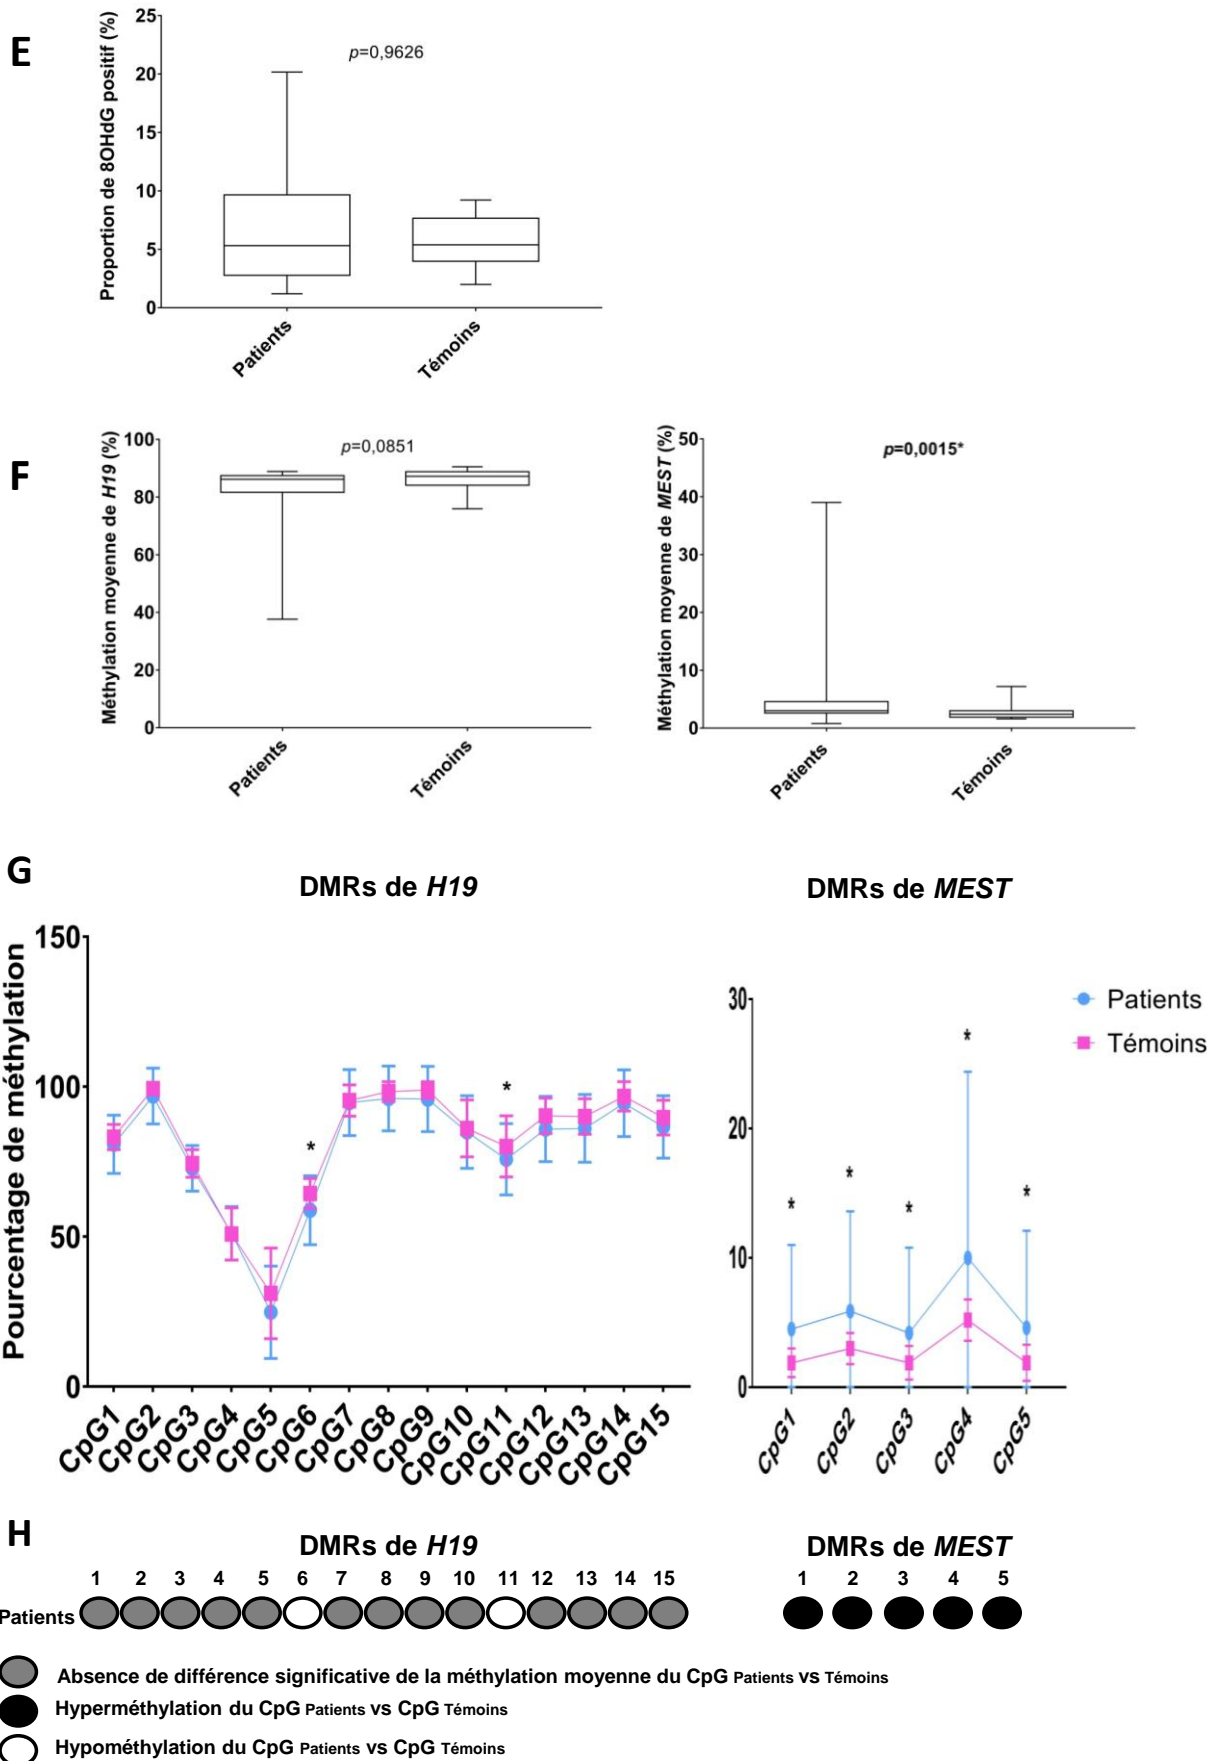 E
Proportion de 8OHdG positif (%)
25
20
15
10
5
0
p=0,9626
Patients
Témoins
F
Méthylation moyenne de H19 (%)
100
80
60
40
20
0
p=0,0851
Patients
Témoins
Méthylation moyenne de MEST (%)
50
40
30
20
10
0
p=0,0015*
Patients
Témoins
G
DMRs de H19
Pourcentage de méthylation
150
100
50
0
*
*
CpG1
CpG2
CpG3
CpG4
CpG5
CpG6
CpG7
CpG8
CpG9
CpG10
CpG11
CpG12
CpG13
CpG14
CpG15
DMRs de MEST
30
20
10
0
*
*
*
*
*
CpG1
CpG2
CpG3
CpG4
CpG5
Patients
Témoins
H
DMRs de H19
1 2 3 4 5 6 7 8 9 10 11 12 13 14 15
DMRs de MEST
1 2 3 4 5
Patients
Absence de différence significative de la méthylation moyenne du CpG Patients vs Témoins
Hyperméthylation du CpG Patients vs CpG Témoins
Hypométhylation du CpG Patients vs CpG Témoins